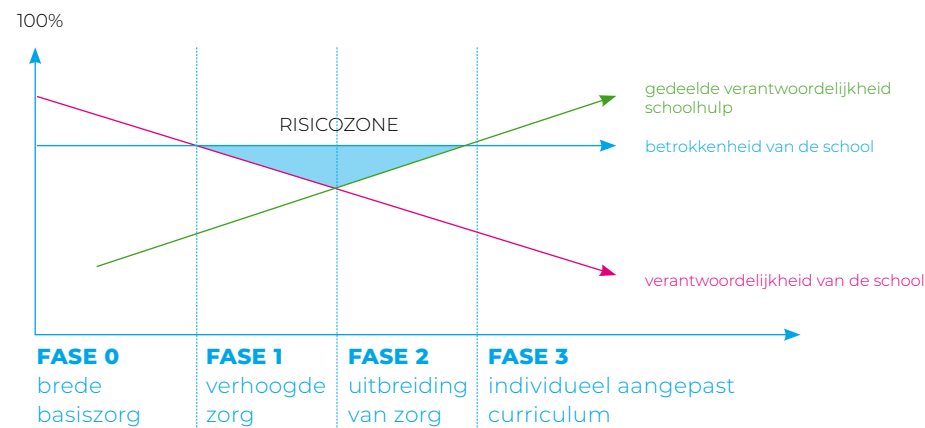 100%
RISICOZONE
gedeelde verantwoordelijkheid
schoolhulp
betrokkenheid van de school
verantwoordelijkheid van de school
FASE 0
brede
basiszorg
FASE 1
verhoogde
zorg
FASE 2
uitbreiding
van zorg
FASE 3
individueel aangepast
curriculum